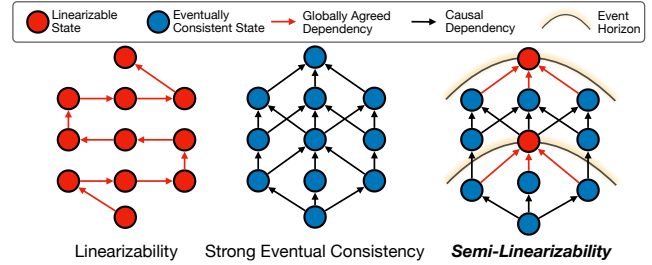 Linearizable
State
Eventually
Consistent State
Globally Agreed
Dependency
Causal
Dependency
Event
Horizon
Linearizability
Strong Eventual Consistency
Semi-Linearizability